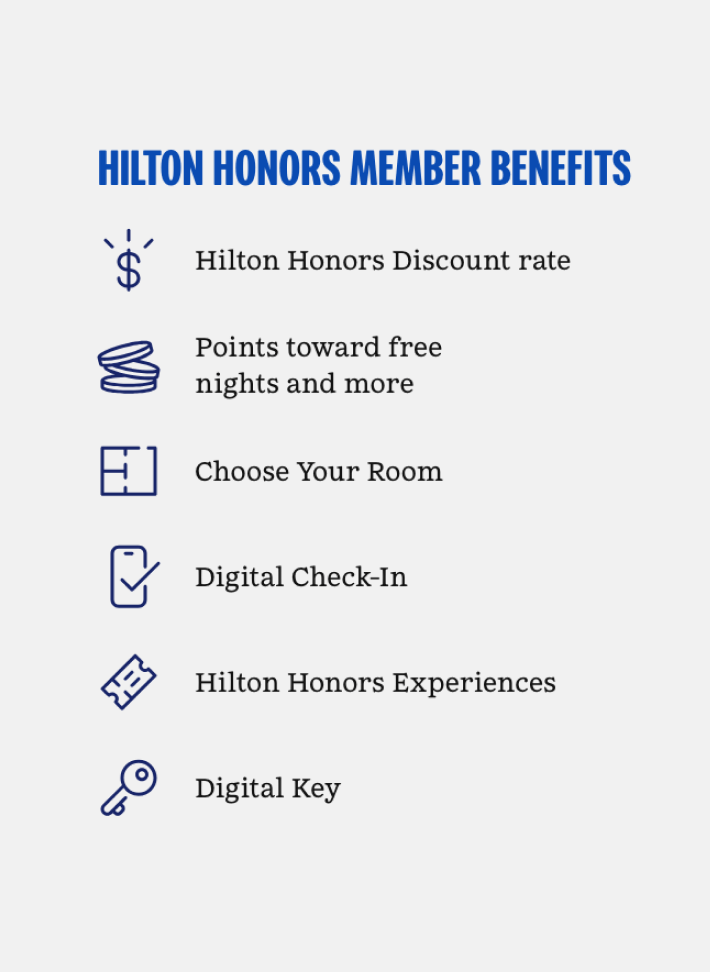 HILTON HONORS MEMBER BENEFITS
Hilton Honors Discount rate
Points toward free
nights and more
Choose Your Room
Digital Check-In
Hilton Honors Experiences
Digital Key